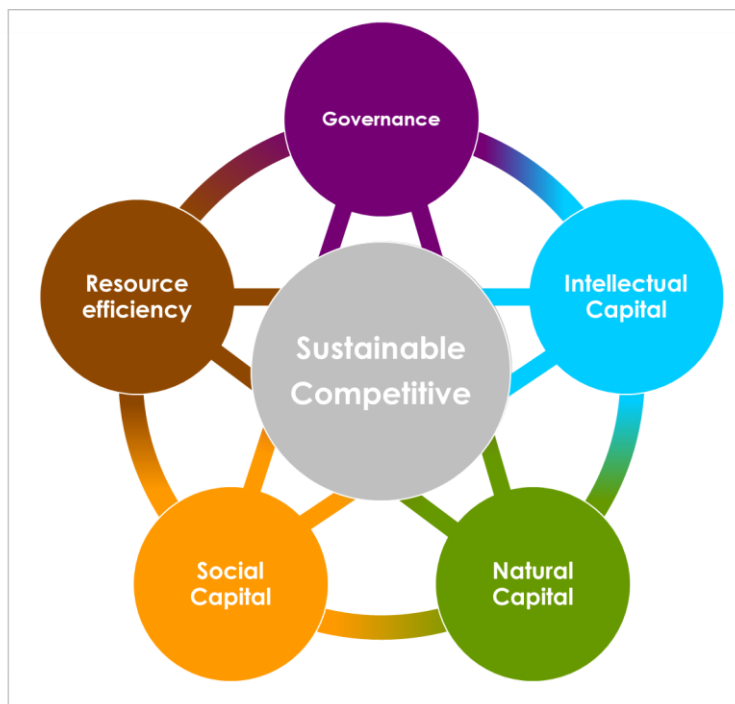 Governance
Resource
efficiency
Intellectual
Capital
Sustainable
Competitive
Social
Capital
Natural
Capital